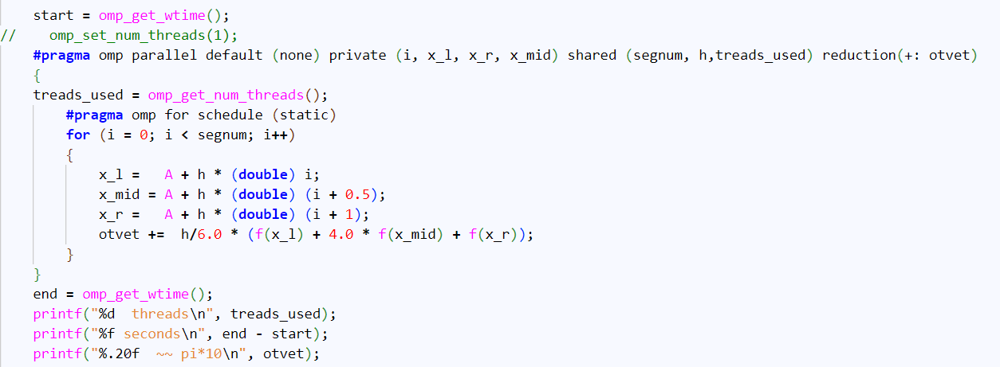 start = omp_get_wtime();
// omp_set_num_threads(1);
#pragma omp parallel default (none) private (i, x_l, x_r, x_mid) shared (segnum, h,treads_used) reduction(+: otvet)
{
treads_used = omp_get_num_threads();
#pragma omp for schedule (static)
for (i = 0; i < segnum; i++)
{
x_l =   A + h * (double) i;
x_mid = A + h * (double) (i + 0.5);
x_r =   A + h * (double) (i + 1);
otvet +=  h/6.0 * (f(x_l) + 4.0 * f(x_mid) + f(x_r));
}
}
end = omp_get_wtime();
printf("%d  threads\n", treads_used);
printf("%f seconds\n", end - start);
printf("%.20f  ~~ pi*10\n", otvet);